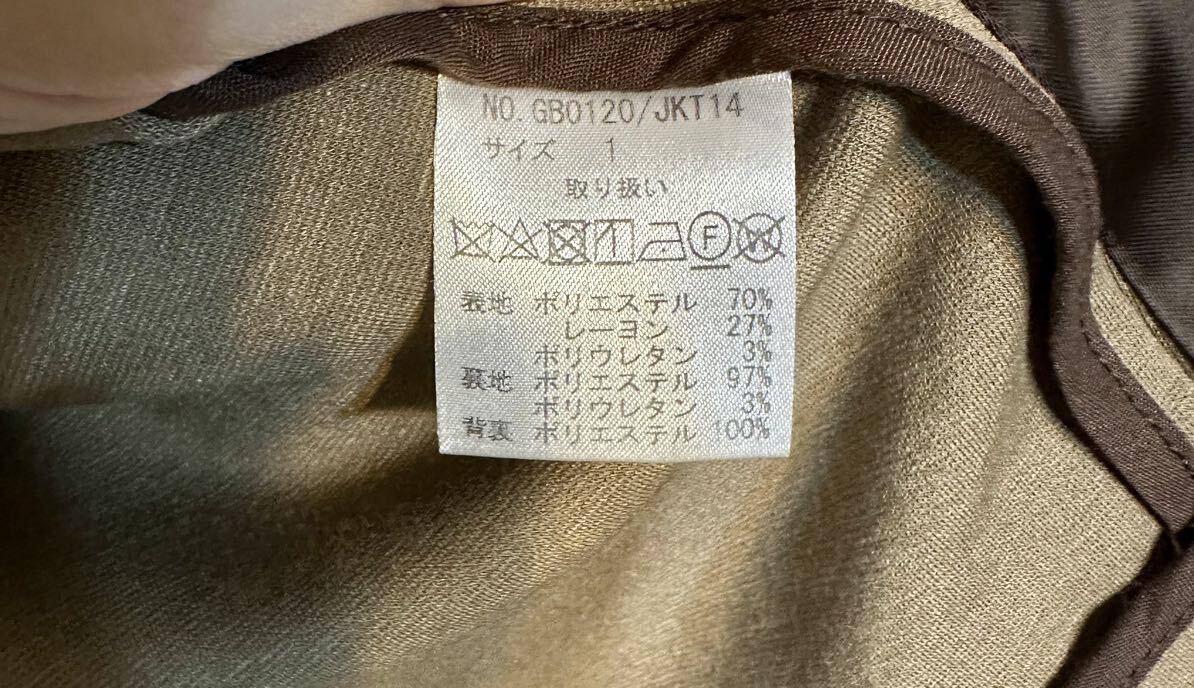 NO. GB0120/JKT14
サイズ 1
取り扱い
F W
表地 ポリエステル 70%
レーヨン 27%
ポリウレタン 3%
裏地 ポリエステル 97%
ポリウレタン 3%
背裏 ポリエステル 100%